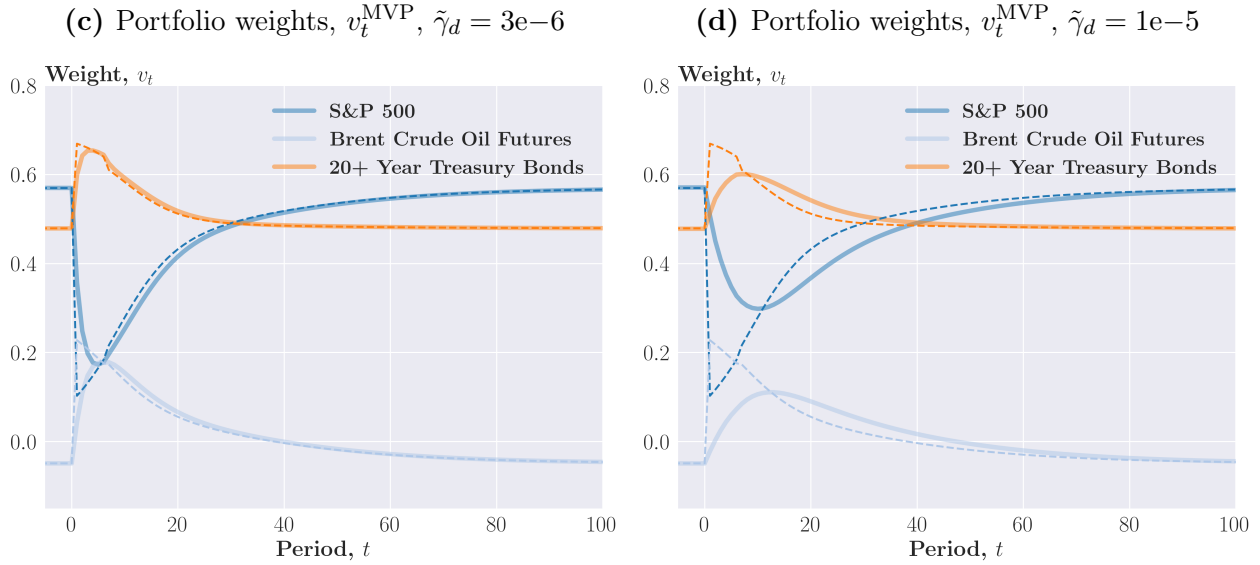 (c) Portfolio weights, v_t^MVP, γ̃_d = 3e−6
Weight, v_t
0.8
0.6
0.4
0.2
0.0
S&P 500
Brent Crude Oil Futures
20+ Year Treasury Bonds
0 20 40 60 80 100
Period, t
(d) Portfolio weights, v_t^MVP, γ̃_d = 1e−5
Weight, v_t
0.8
0.6
0.4
0.2
0.0
S&P 500
Brent Crude Oil Futures
20+ Year Treasury Bonds
0 20 40 60 80 100
Period, t